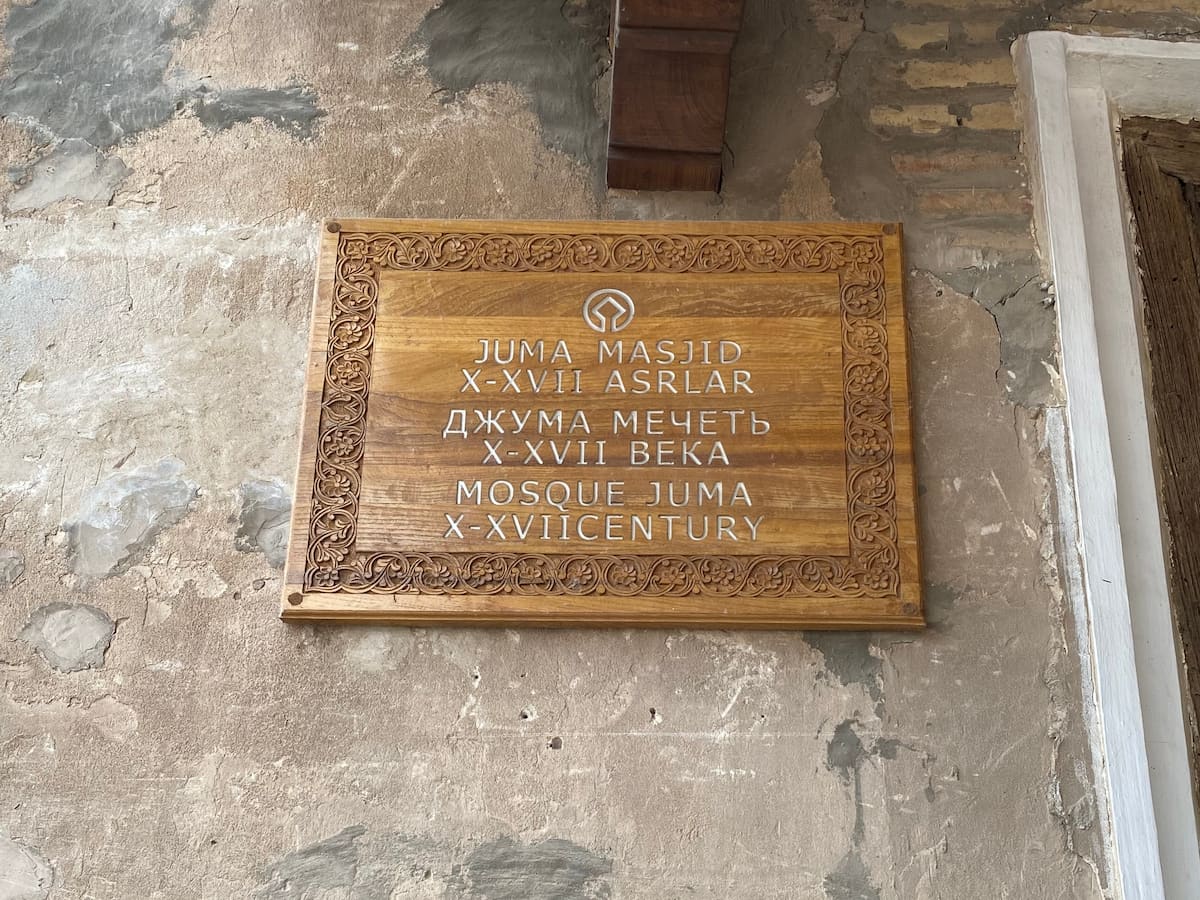 JUMA MASJID
X-XVII ASRLAR
ДЖУМА МЕЧЕТЬ
X-XVII ВЕКА
MOSQUE JUMA
X-XVIICENTURY